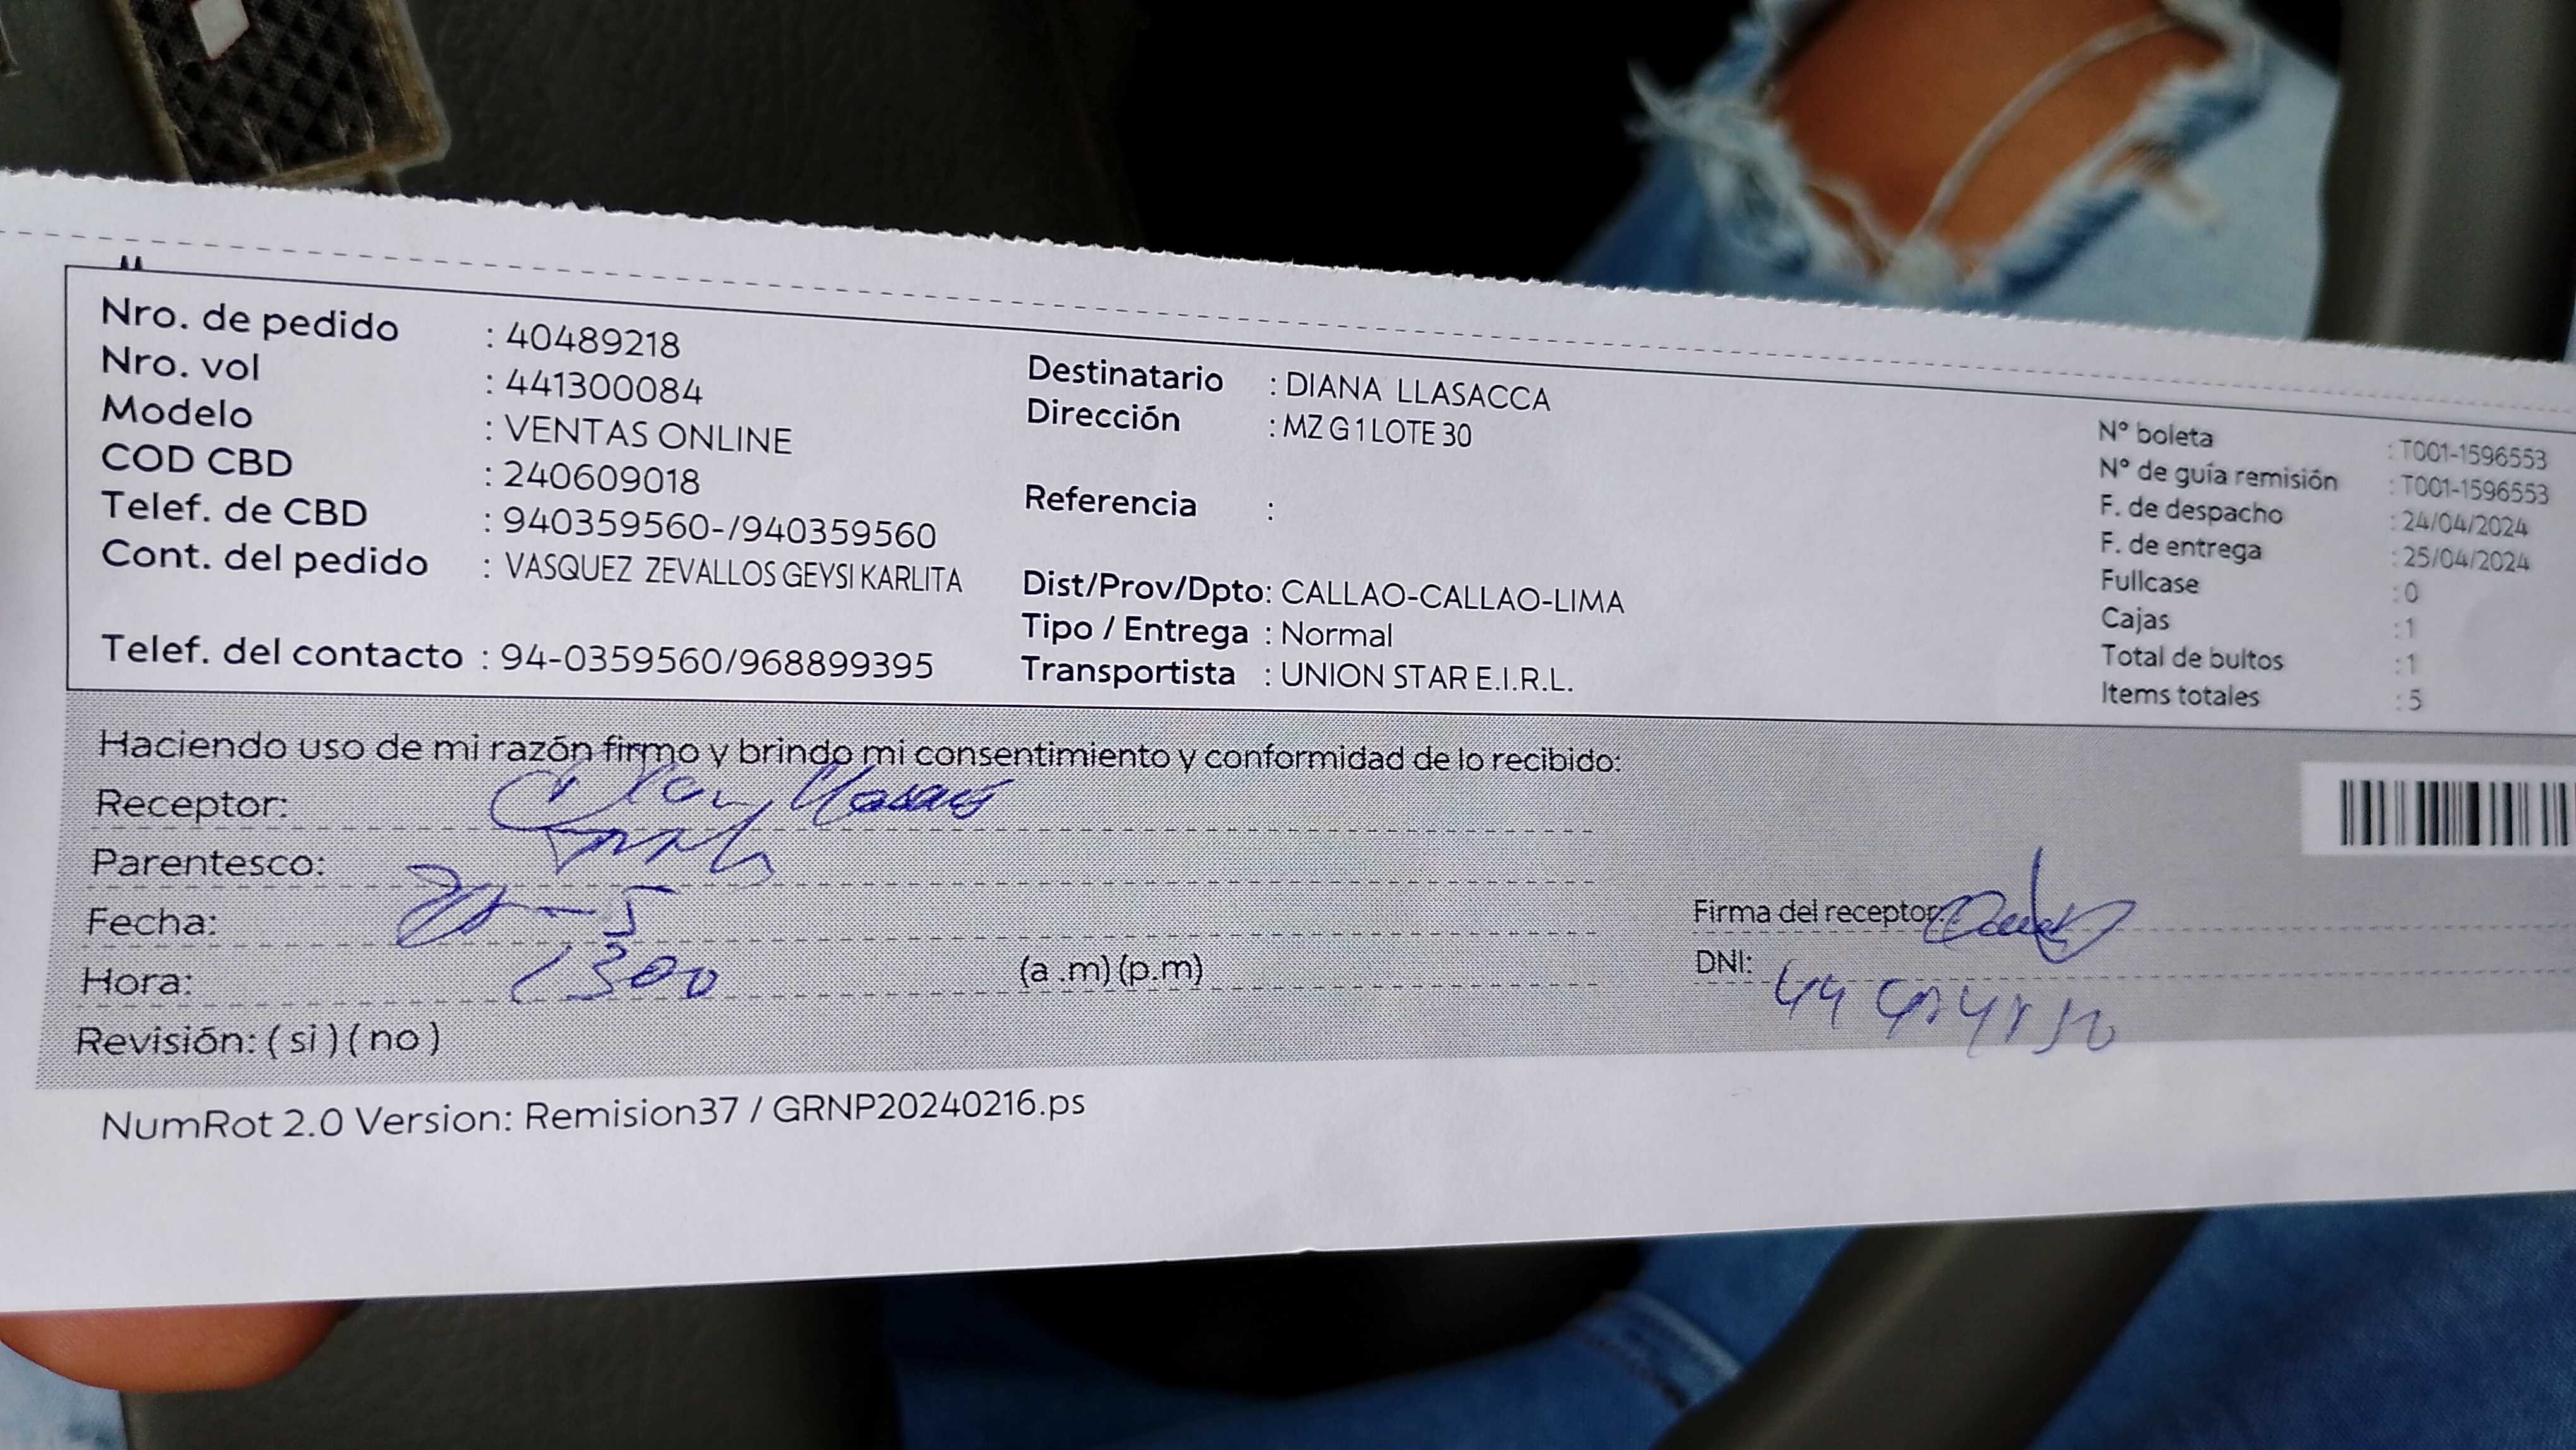 Nro. de pedido : 40489218
Nro. vol : 441300084
Modelo : VENTAS ONLINE
COD CBD : 240609018
Telef. de CBD : 940359560-/940359560
Cont. del pedido : VASQUEZ ZEVALLOS GEYSI KARLITA
Telef. del contacto : 94-0359560/968899395
Destinatario : DIANA LLASACCA
Dirección : MZ G 1 LOTE 30
Referencia :
Dist/Prov/Dpto: CALLAO-CALLAO-LIMA
Tipo / Entrega : Normal
Transportista : UNION STAR E.I.R.L.
N° boleta : T001-1596553
N° de guía remisión : T001-1596553
F. de despacho : 24/04/2024
F. de entrega : 25/04/2024
Fullcase : 0
Cajas : 1
Total de bultos : 1
Items totales : 5
Haciendo uso de mi razón firmo y brindo mi consentimiento y conformidad de lo recibido:
Receptor:
Parentesco:
Fecha:
Hora: 1300 (a .m) (p.m)
Revisión: ( si ) ( no )
Firma del receptor:
DNI:
NumRot 2.0 Version: Remision37 / GRNP20240216.ps